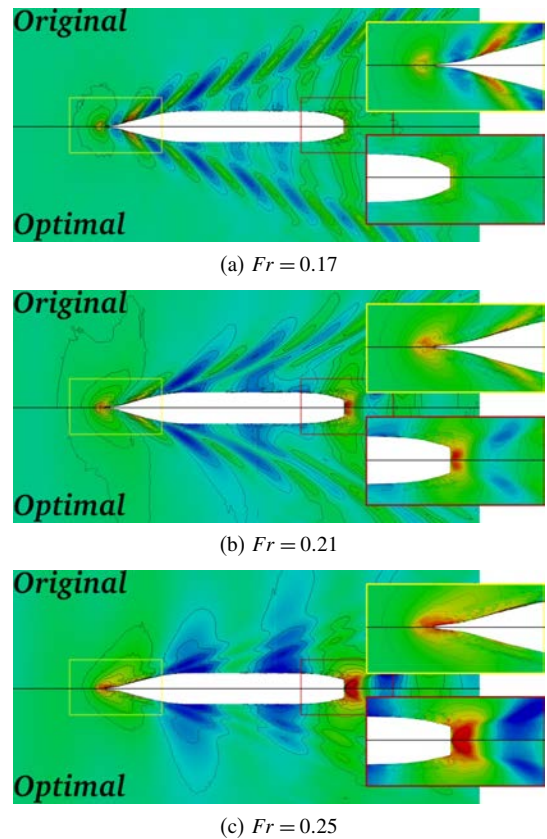 Original
Optimal
(a) Fr = 0.17
Original
Optimal
(b) Fr = 0.21
Original
Optimal
(c) Fr = 0.25